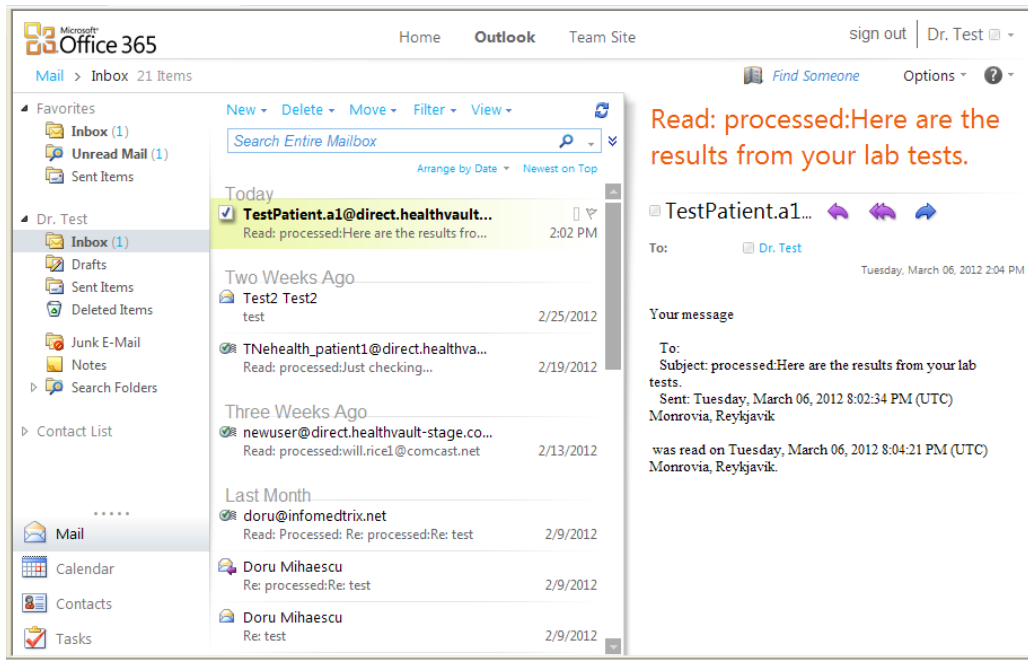 Microsoft®
Office 365
Home Outlook Team Site
sign out Dr. Test
Mail > Inbox 21 Items
Find Someone Options
Favorites
Inbox (1)
Unread Mail (1)
Sent Items
Dr. Test
Inbox (1)
Drafts
Sent Items
Deleted Items
Junk E-Mail
Notes
Search Folders
Contact List
Mail
Calendar
Contacts
Tasks
New Delete Move Filter View
Search Entire Mailbox
Arrange by Date Newest on Top
Today
TestPatient.a1@direct.healthvault...
Read: processed:Here are the results fro... 2:02 PM
Two Weeks Ago
Test2 Test2
test 2/25/2012
TNehealth_patient1@direct.healthva...
Read: processed:Just checking... 2/19/2012
Three Weeks Ago
newuser@direct.healthvault-stage.co...
Read: processed:will.rice1@comcast.net 2/13/2012
Last Month
doru@infomedtrix.net
Read: Processed: Re: processed:Re: test 2/9/2012
Doru Mihaescu
Re: processed:Re: test 2/9/2012
Doru Mihaescu
Re: test 2/9/2012
Read: processed:Here are the
results from your lab tests.
TestPatient.a1...
To: Dr. Test
Tuesday, March 06, 2012 2:04 PM
Your message
To:
Subject: processed:Here are the results from your lab
tests.
Sent: Tuesday, March 06, 2012 8:02:34 PM (UTC)
Monrovia, Reykjavik
was read on Tuesday, March 06, 2012 8:04:21 PM (UTC)
Monrovia, Reykjavik.